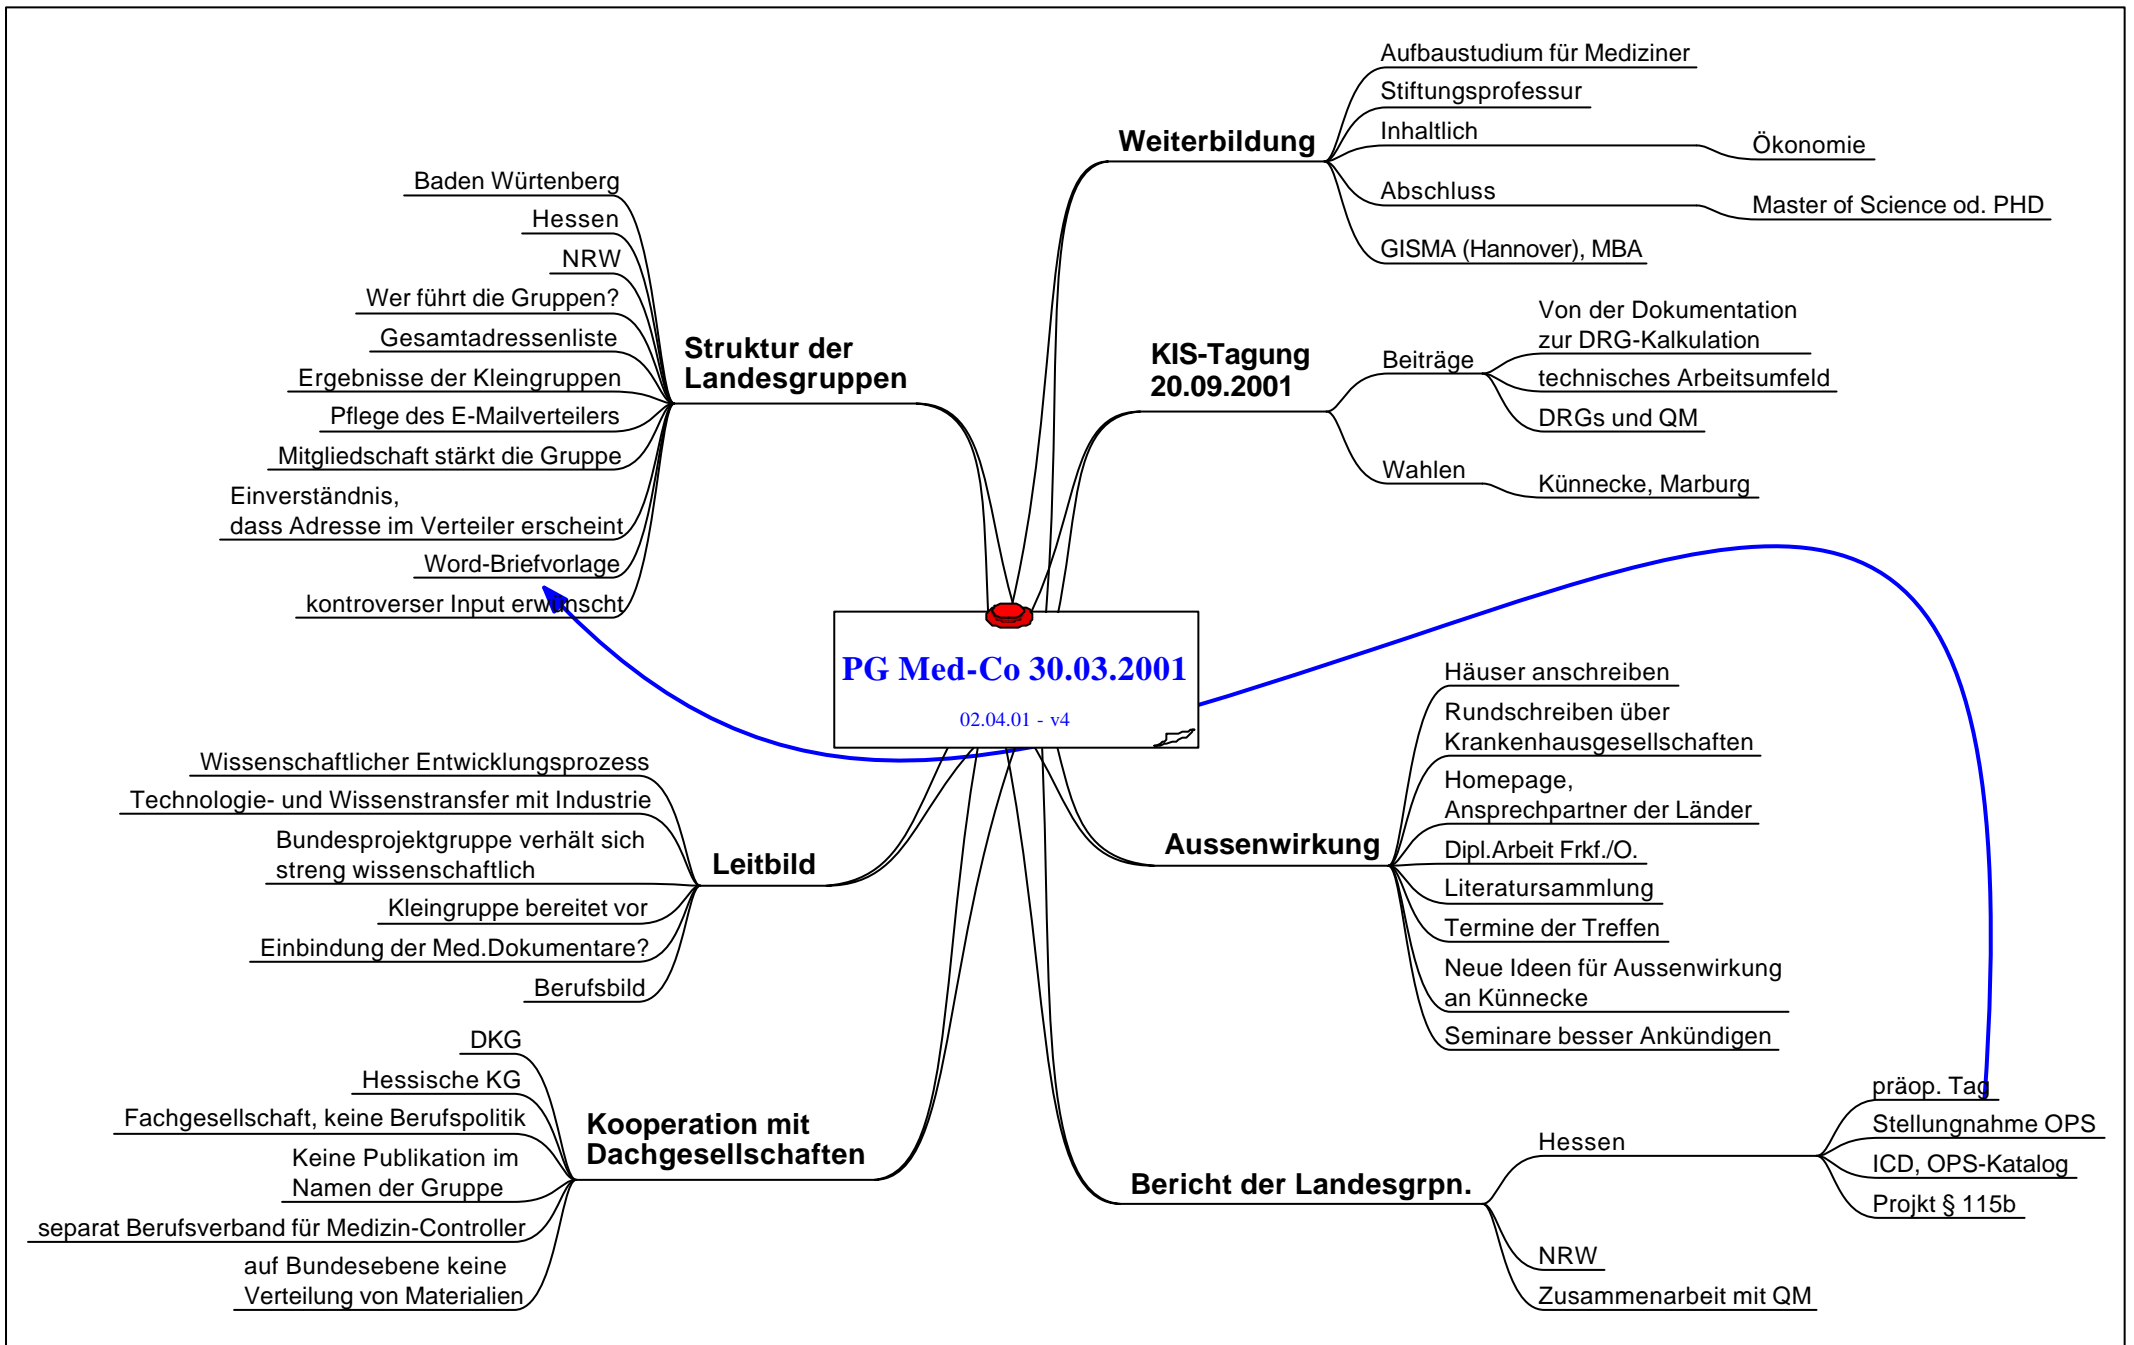 PG Med-Co 30.03.2001
02.04.01 - v4
Weiterbildung
Aufbaustudium für Mediziner
Stiftungsprofessur
Inhaltlich
Ökonomie
Abschluss
Master of Science od. PHD
GISMA (Hannover), MBA
KIS-Tagung
20.09.2001
Beiträge
Von der Dokumentation
zur DRG-Kalkulation
technisches Arbeitsumfeld
DRGs und QM
Wahlen
Künnecke, Marburg
Aussenwirkung
Häuser anschreiben
Rundschreiben über
Krankenhausgesellschaften
Homepage,
Ansprechpartner der Länder
Dipl.Arbeit Frkf./O.
Literatursammlung
Termine der Treffen
Neue Ideen für Aussenwirkung
an Künnecke
Seminare besser Ankündigen
Bericht der Landesgrpn.
Hessen
präop. Tag
Stellungnahme OPS
ICD, OPS-Katalog
Projkt § 115b
NRW
Zusammenarbeit mit QM
Struktur der
Landesgruppen
Baden Würtenberg
Hessen
NRW
Wer führt die Gruppen?
Gesamtadressenliste
Ergebnisse der Kleingruppen
Pflege des E-Mailverteilers
Mitgliedschaft stärkt die Gruppe
Einverständnis,
dass Adresse im Verteiler erscheint
Word-Briefvorlage
kontroverser Input erwünscht
Leitbild
Wissenschaftlicher Entwicklungsprozess
Technologie- und Wissenstransfer mit Industrie
Bundesprojektgruppe verhält sich
streng wissenschaftlich
Kleingruppe bereitet vor
Einbindung der Med.Dokumentare?
Berufsbild
Kooperation mit
Dachgesellschaften
DKG
Hessische KG
Fachgesellschaft, keine Berufspolitik
Keine Publikation im
Namen der Gruppe
separat Berufsverband für Medizin-Controller
auf Bundesebene keine
Verteilung von Materialien